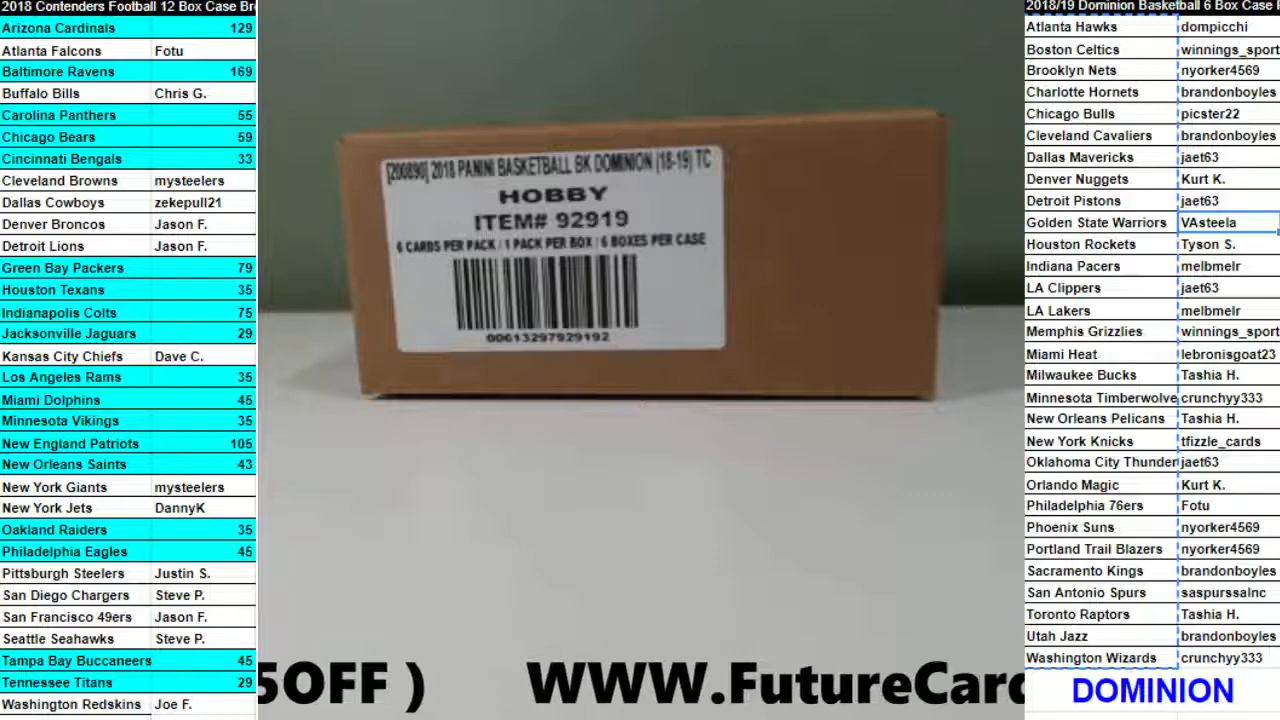 2018 Contenders Football 12 Box Case Br
Arizona Cardinals 129
Atlanta Falcons Fotu
Baltimore Ravens 169
Buffalo Bills Chris G.
Carolina Panthers 55
Chicago Bears 59
Cincinnati Bengals 33
Cleveland Browns mysteelers
Dallas Cowboys zekepull21
Denver Broncos Jason F.
Detroit Lions Jason F.
Green Bay Packers 79
Houston Texans 35
Indianapolis Colts 75
Jacksonville Jaguars 29
Kansas City Chiefs Dave C.
Los Angeles Rams 35
Miami Dolphins 45
Minnesota Vikings 35
New England Patriots 105
New Orleans Saints 43
New York Giants mysteelers
New York Jets DannyK
Oakland Raiders 35
Philadelphia Eagles 45
Pittsburgh Steelers Justin S.
San Diego Chargers Steve P.
San Francisco 49ers Jason F.
Seattle Seahawks Steve P.
Tampa Bay Buccaneers 45
Tennessee Titans 29
Washington Redskins Joe F.
[200890] 2018 PANINI BASKETBALL BK DOMINION (18-19) TC
HOBBY
ITEM# 92919
6 CARDS PER PACK / 1 PACK PER BOX / 6 BOXES PER CASE
00613297929192
5OFF ) WWW.FutureCard
2018/19 Dominion Basketball 6 Box Case
Atlanta Hawks dompicchi
Boston Celtics winnings_sport
Brooklyn Nets nyorker4569
Charlotte Hornets brandonboyles
Chicago Bulls picster22
Cleveland Cavaliers brandonboyles
Dallas Mavericks jaet63
Denver Nuggets Kurt K.
Detroit Pistons jaet63
Golden State Warriors VAsteela
Houston Rockets Tyson S.
Indiana Pacers melbmelr
LA Clippers jaet63
LA Lakers melbmelr
Memphis Grizzlies winnings_sport
Miami Heat lebronisgoat23
Milwaukee Bucks Tashia H.
Minnesota Timberwolve crunchyy333
New Orleans Pelicans Tashia H.
New York Knicks tfizzle_cards
Oklahoma City Thunder jaet63
Orlando Magic Kurt K.
Philadelphia 76ers Fotu
Phoenix Suns nyorker4569
Portland Trail Blazers nyorker4569
Sacramento Kings brandonboyles
San Antonio Spurs saspurssalnc
Toronto Raptors Tashia H.
Utah Jazz brandonboyles
Washington Wizards crunchyy333
DOMINION